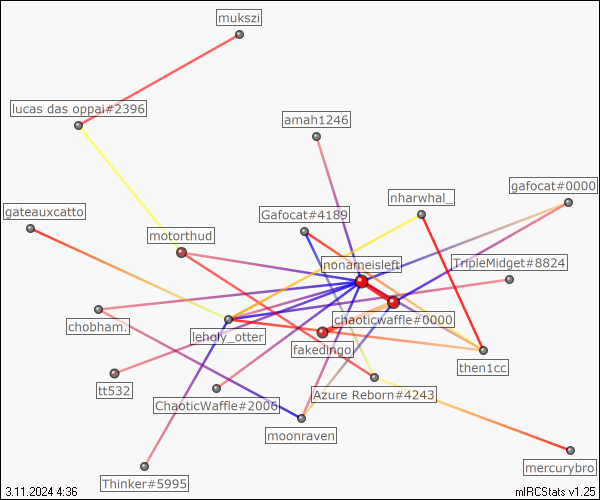 mukszi
lucas das oppai#2396
amah1246
gafocat#0000
nharwhal_
gateauxcatto
Gafocat#4189
motorthud
nonameisleft
TripleMidget#8824
chaoticwaffle#0000
chobham.
leholy_otter
fakedingo
then1cc
tt532
Azure Reborn#4243
ChaoticWaffle#2006
moonraven
mercurybro
Thinker#5995
3.11.2024 4:36
mIRCStats v1.25